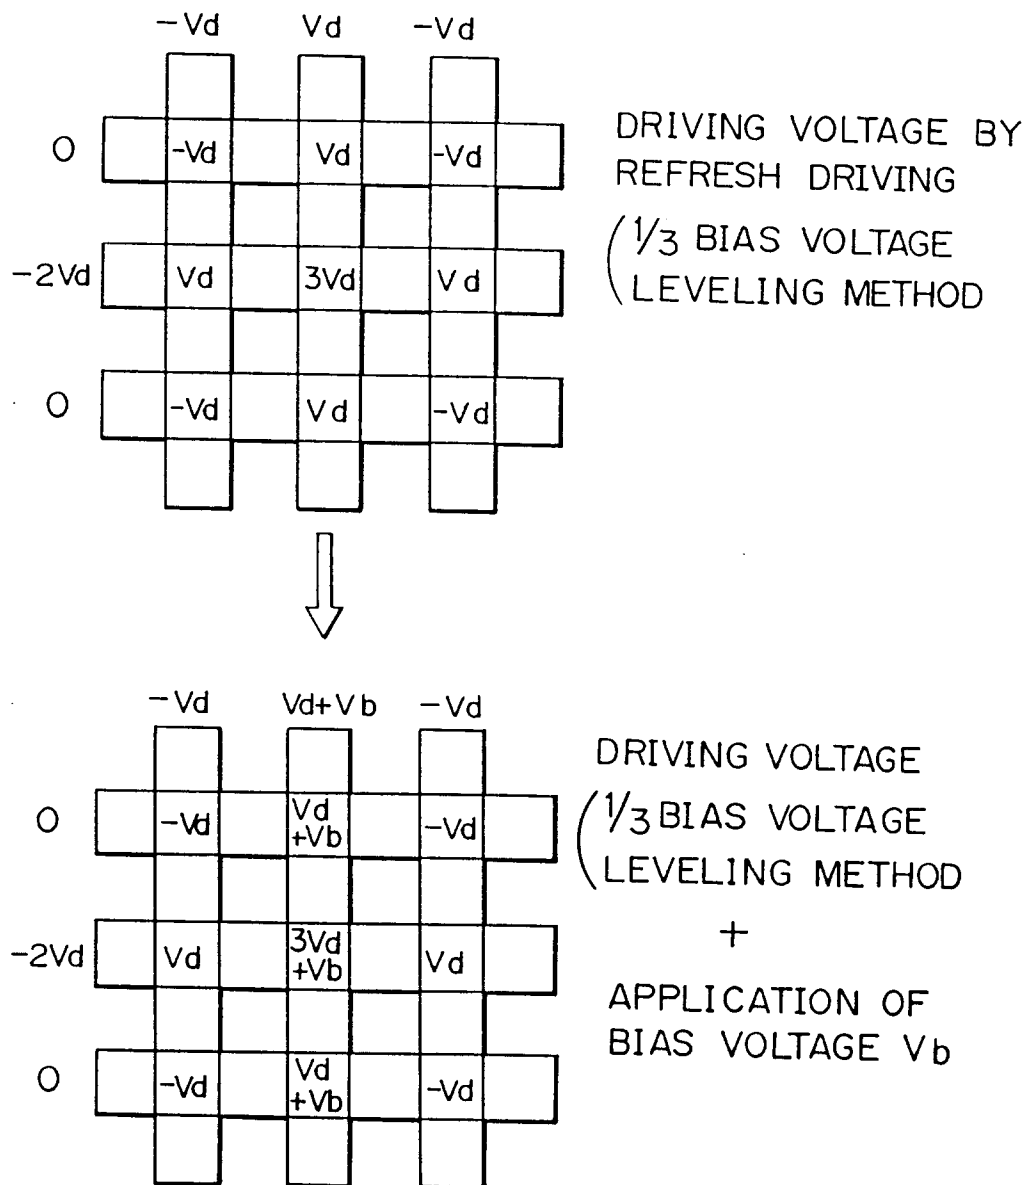 -Vd Vd -Vd
0 -Vd Vd -Vd
-2Vd Vd 3Vd Vd
0 -Vd Vd -Vd
DRIVING VOLTAGE BY
REFRESH DRIVING
(1/3 BIAS VOLTAGE
LEVELING METHOD
-Vd Vd+Vb -Vd
0 -Vd Vd
+Vb -Vd
-2Vd Vd 3Vd
+Vb Vd
0 -Vd Vd
+Vb -Vd
DRIVING VOLTAGE
(1/3 BIAS VOLTAGE
LEVELING METHOD
+
APPLICATION OF
BIAS VOLTAGE Vb